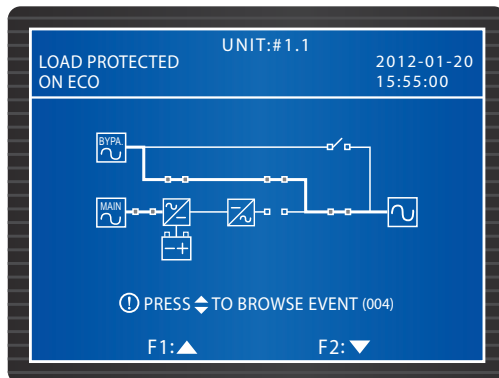 UNIT:#1.1
LOAD PROTECTED
ON ECO
2012-01-20
15:55:00
BYPA.
MAIN
PRESS TO BROWSE EVENT (004)
F1:
F2: